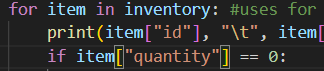 for item in inventory: #uses for
print(item["id"], "\t", item[
if item["quantity"] == 0: